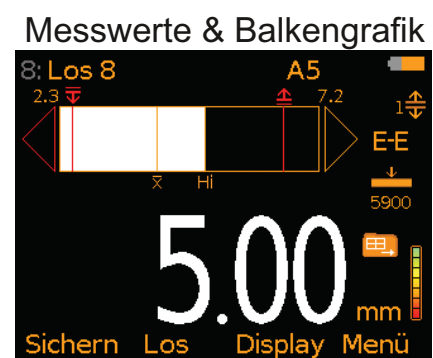 Messwerte & Balkengrafik
8: Los 8 A5
2.3 7.2
1
E-E
x̅ Hi
5900
5.00 mm
Sichern Los Display Menü